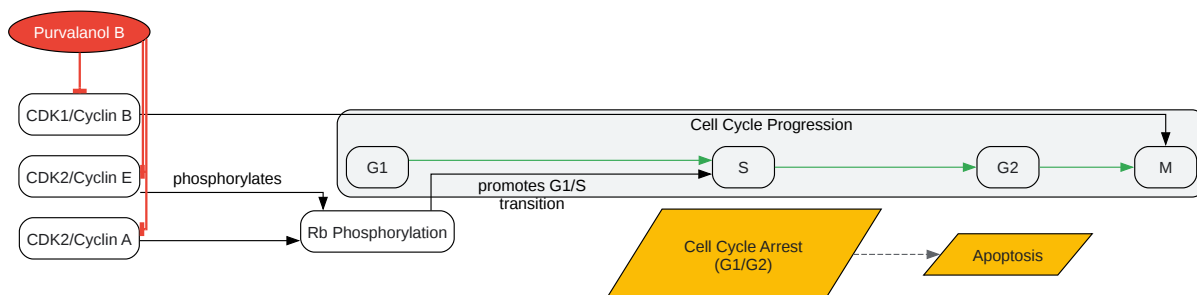 Purvalanol B
CDK1/Cyclin B
Cell Cycle Progression
G1
S
G2
M
CDK2/Cyclin E
phosphorylates
promotes G1/S
transition
Rb Phosphorylation
CDK2/Cyclin A
Cell Cycle Arrest
(G1/G2)
Apoptosis